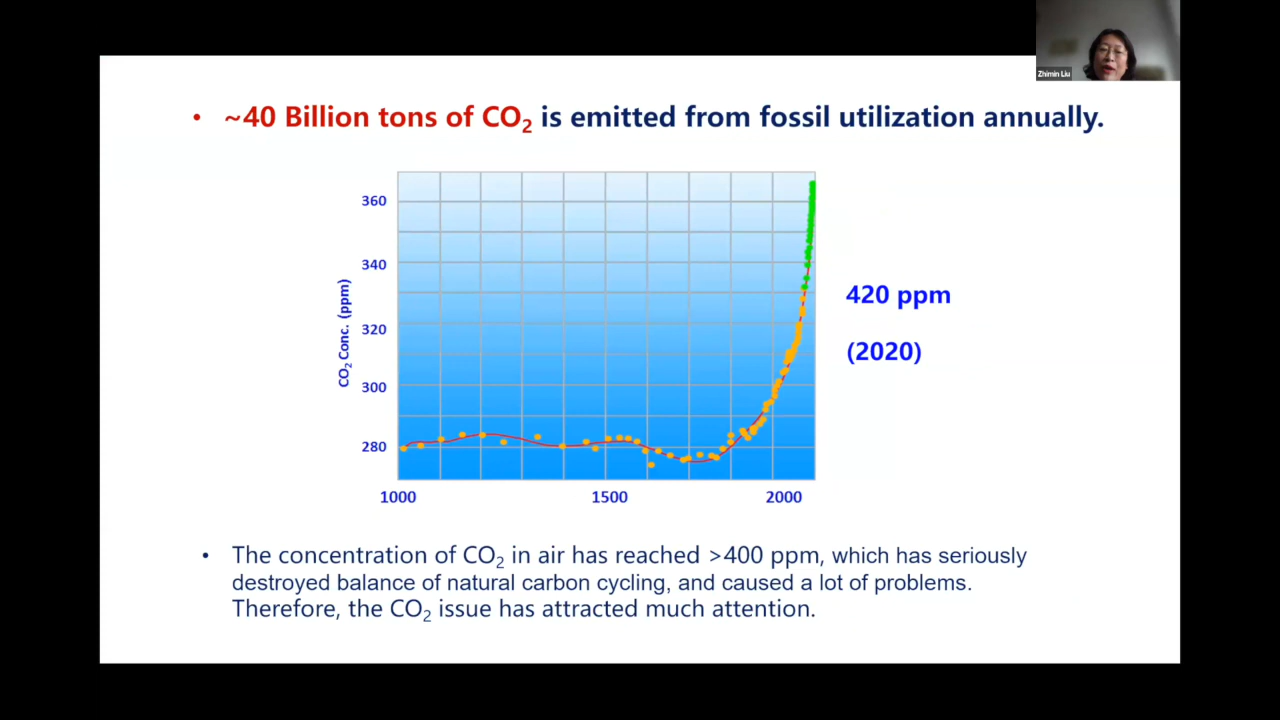 Zhimin Liu
• ~40 Billion tons of CO₂ is emitted from fossil utilization annually.
360
340
320
300
280
CO₂ Conc. (ppm)
1000 1500 2000
420 ppm
(2020)
• The concentration of CO₂ in air has reached >400 ppm, which has seriously
destroyed balance of natural carbon cycling, and caused a lot of problems.
Therefore, the CO₂ issue has attracted much attention.